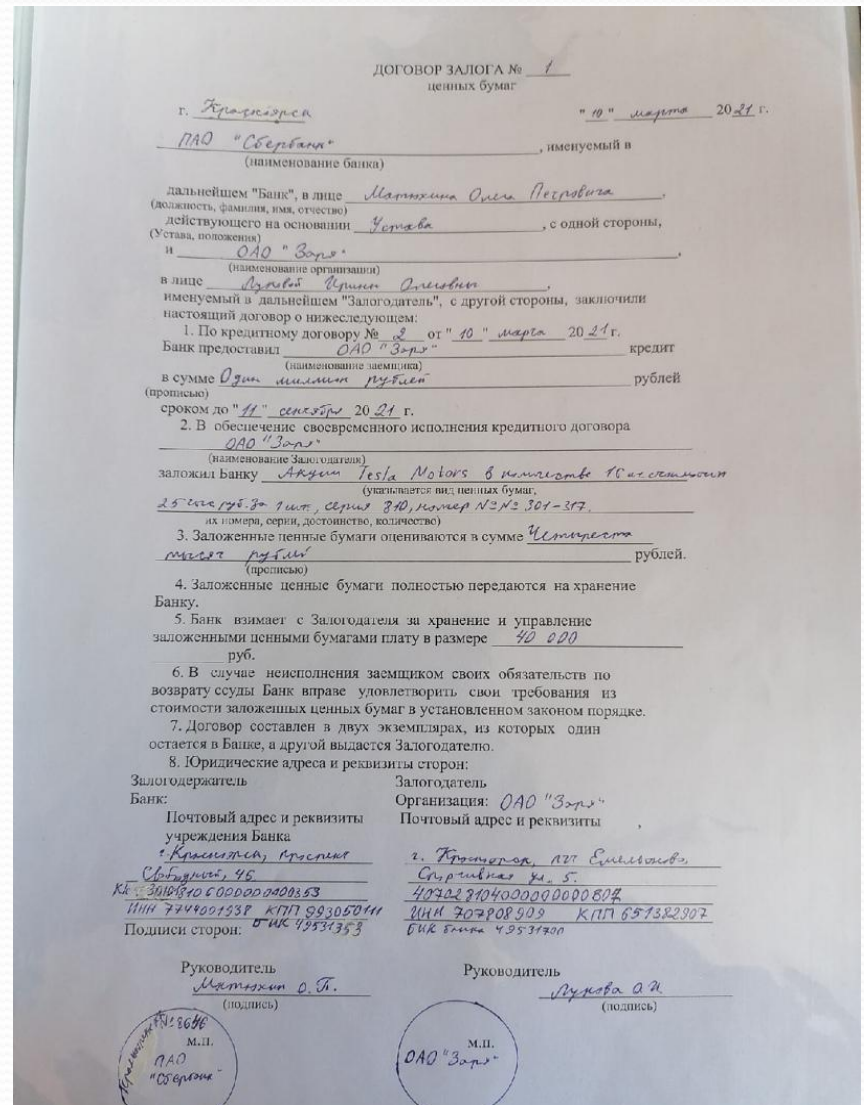 ДОГОВОР ЗАЛОГА № 1
ценных бумаг
г. Красноярск "10" марта 2021 г.
ПАО "Сбербанк", именуемый в
(наименование банка)
дальнейшем "Банк", в лице Матюхина Олега Петровича,
(должность, фамилия, имя, отчество)
действующего на основании Устава, с одной стороны,
(Устава, положения)
и ОАО "Заря",
(наименование организации)
в лице Луковой Ирины Олеговны,
именуемый в дальнейшем "Залогодатель", с другой стороны, заключили
настоящий договор о нижеследующем:
1. По кредитному договору № 2 от "10" марта 2021 г.
Банк предоставил ОАО "Заря" кредит
(наименование заемщика)
в сумме Один миллион рублей рублей
(прописью)
сроком до "11" сентября 2021 г.
2. В обеспечение своевременного исполнения кредитного договора
ОАО "Заря"
(наименование Залогодателя)
заложил Банку Акции Tesla Motors в количестве 16
(указывается вид ценных бумаг,
25 тыс руб. за 1 шт., серия 810, номер №№ 301-317.
их номера, серии, достоинство, количество)
3. Заложенные ценные бумаги оцениваются в сумме Четыреста
тысяч рублей рублей.
(прописью)
4. Заложенные ценные бумаги полностью передаются на хранение
Банку.
5. Банк взимает с Залогодателя за хранение и управление
заложенными ценными бумагами плату в размере 40 000
руб.
6. В случае неисполнения заемщиком своих обязательств по
возврату ссуды Банк вправе удовлетворить свои требования из
стоимости заложенных ценных бумаг в установленном законом порядке.
7. Договор составлен в двух экземплярах, из которых один
остается в Банке, а другой выдается Залогодателю.
8. Юридические адреса и реквизиты сторон:
Залогодержатель Залогодатель
Банк: Организация: ОАО "Заря"
Почтовый адрес и реквизиты Почтовый адрес и реквизиты ,
учреждения Банка
г. Красноярск, проспект г. Красноярск, пгт Емельяново,
Свободный, 46 Спортивная ул. 5.
ИНН 7744001938 КПП 993050111 ИНН 707808909 КПП 651382907
Подписи сторон: БИК 49531353 БИК банка 49531700
Руководитель Руководитель
Матюхин О. П. Лукова О.И.
(подпись) (подпись)
№8646
М.П. М.П.
ПАО ОАО "Заря"
"Сбербанк"